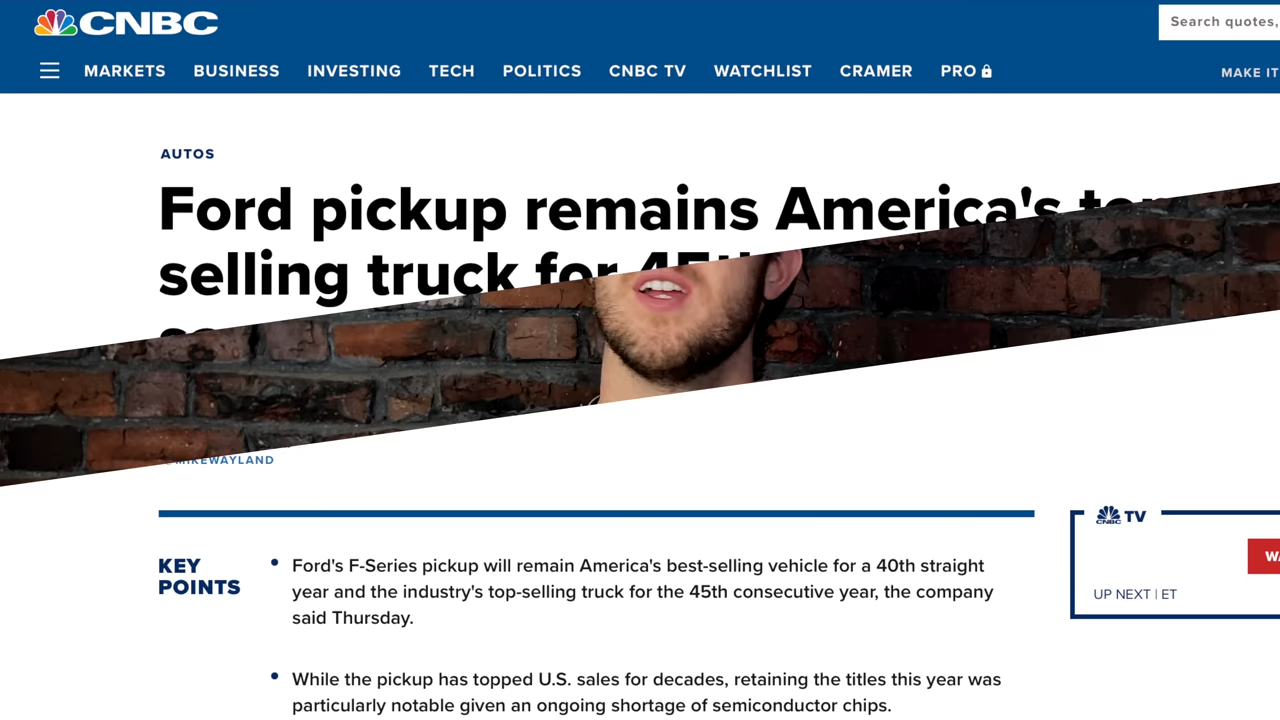 CNBC
Search quotes,
MARKETS BUSINESS INVESTING TECH POLITICS CNBC TV WATCHLIST CRAMER PRO
MAKE IT
AUTOS
Ford pickup remains America's
selling truck for 45th
@MIKEWAYLAND
KEY
POINTS
• Ford's F-Series pickup will remain America's best-selling vehicle for a 40th straight
year and the industry's top-selling truck for the 45th consecutive year, the company
said Thursday.
• While the pickup has topped U.S. sales for decades, retaining the titles this year was
particularly notable given an ongoing shortage of semiconductor chips.
CNBC TV
UP NEXT | ET